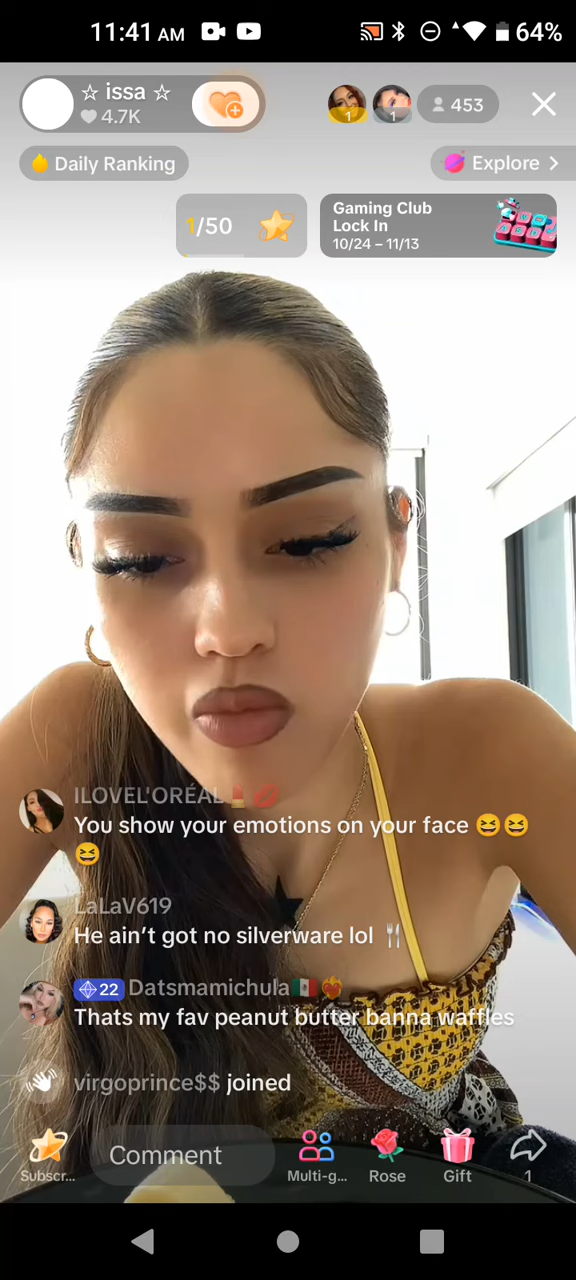 11:41 AM
64%
☆ issa ☆
4.7K
1
1
453
Daily Ranking
Explore >
1/50
Gaming Club
Lock In
10/24 – 11/13
ILOVEL'ORÉAL💄💋
You show your emotions on your face 😆😆
😆
LaLaV619
He ain’t got no silverware lol 🍴
22 Datsmamichula🇲🇽❤️‍🔥
Thats my fav peanut butter banna waffles
virgoprince$$ joined
Comment
Subscr...
Multi-g...
Rose
Gift
1